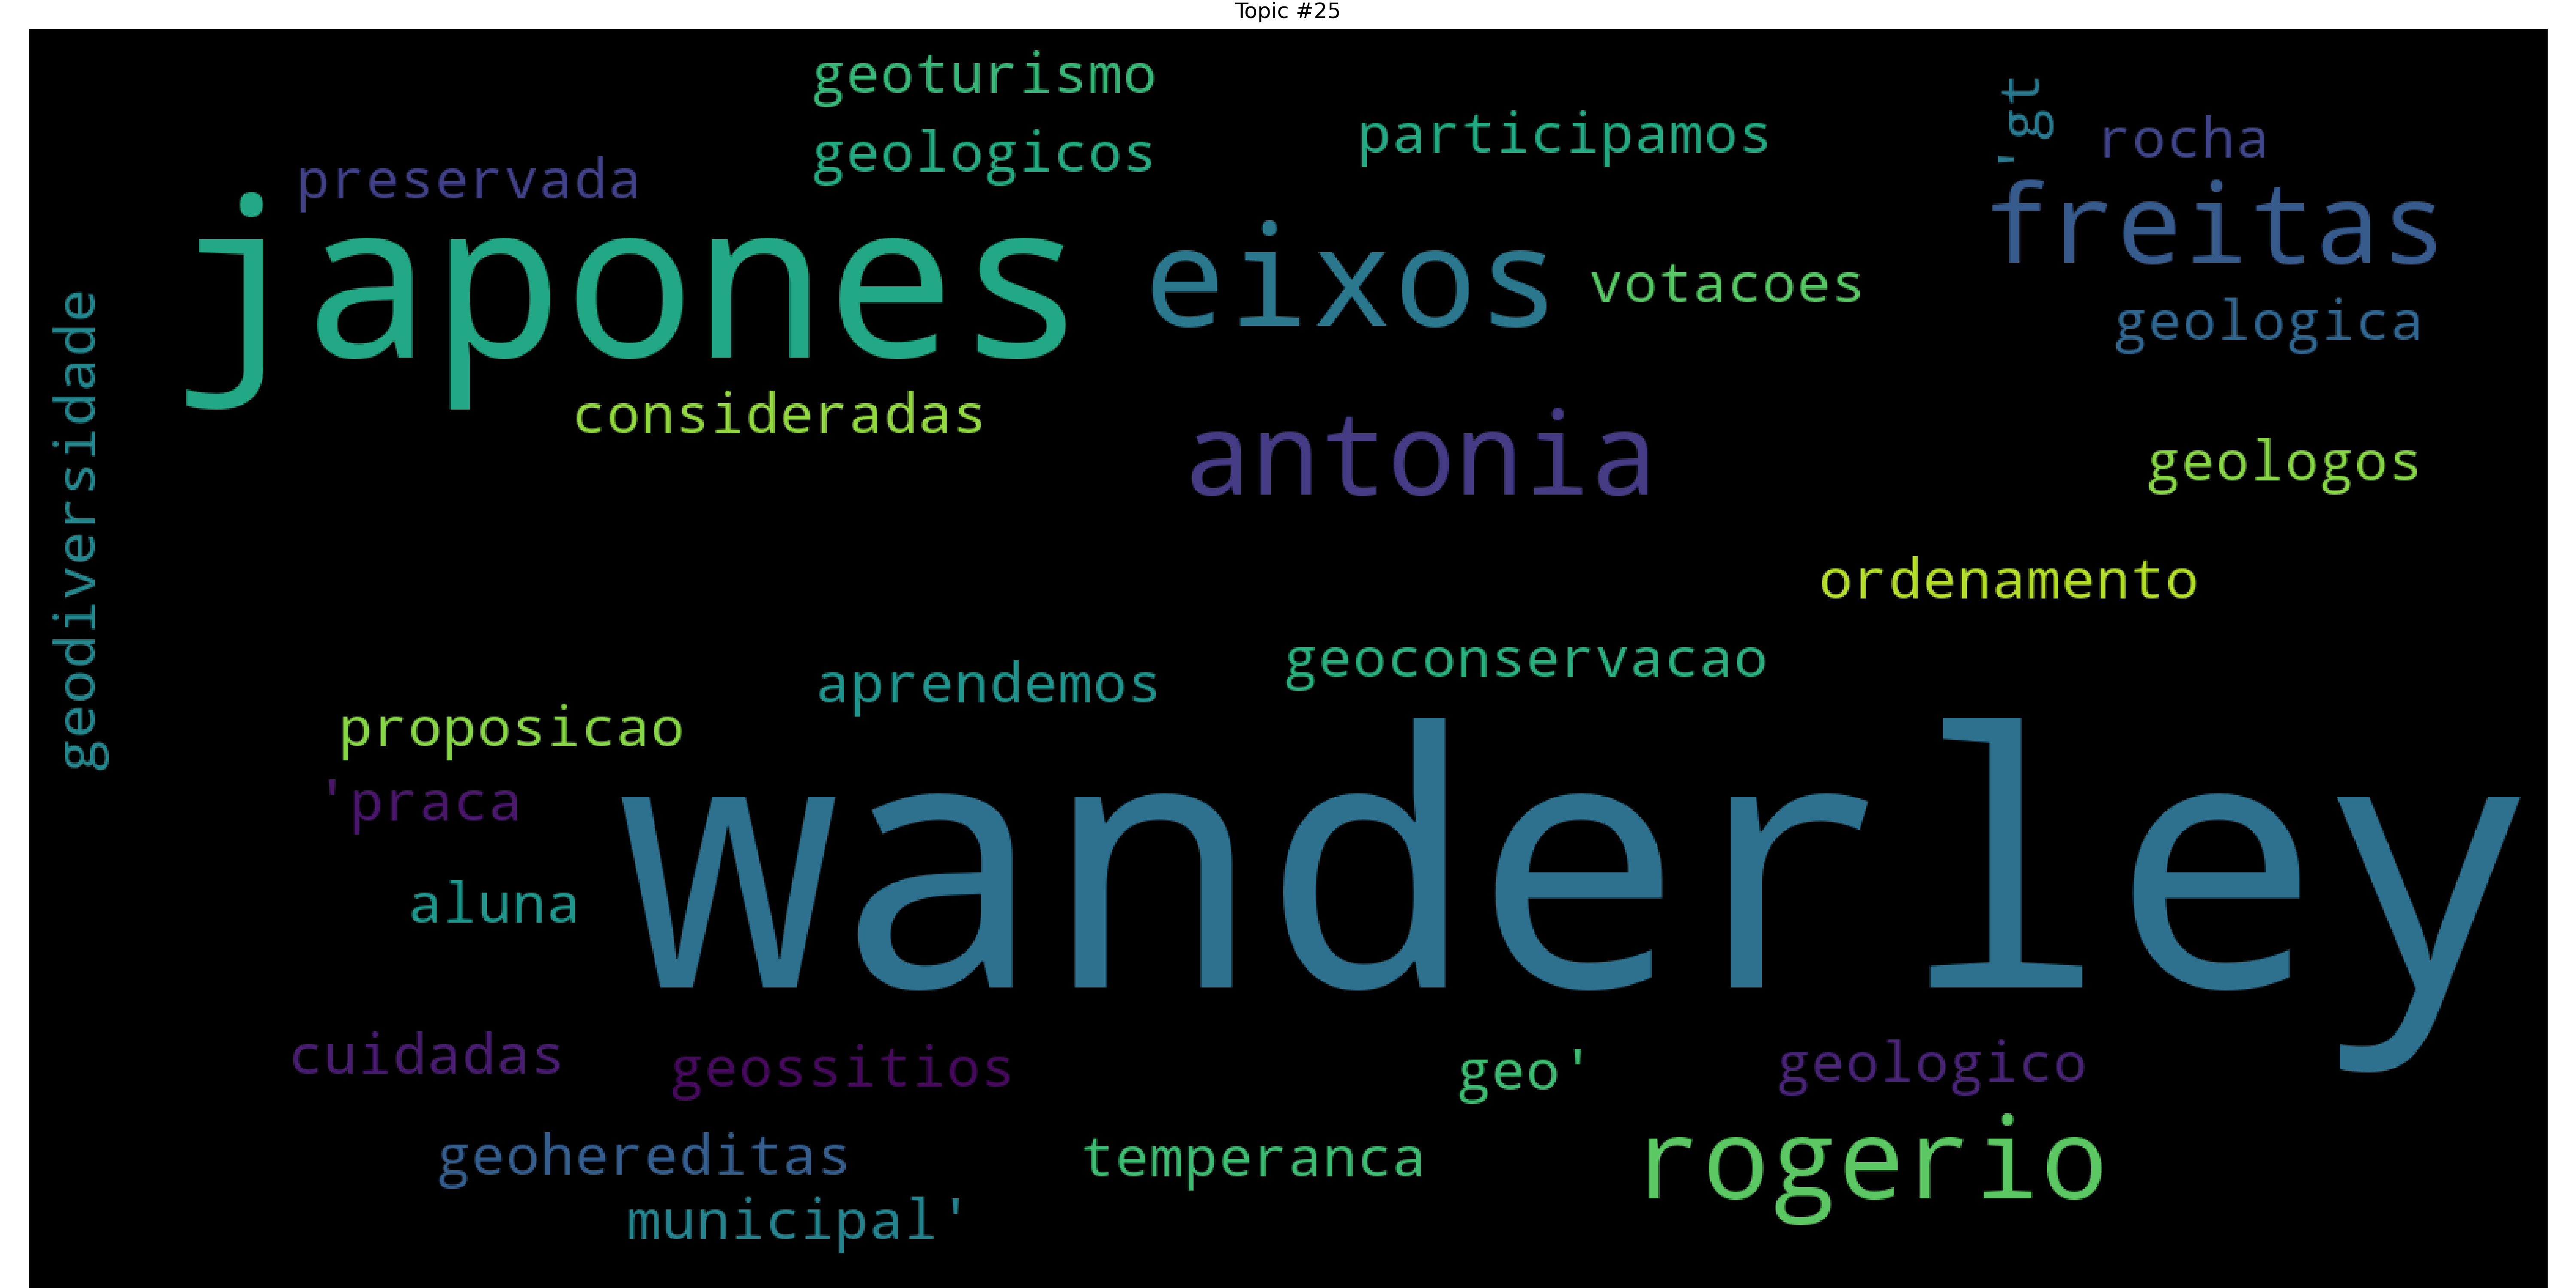 Topic #25
geoturismo
geologicos
participamos
'gt
rocha
preservada
japones
eixos
votacoes
freitas
geologica
geodiversidade
consideradas
antonia
geologos
ordenamento
geoconservacao
aprendemos
proposicao
'praca
wanderley
aluna
cuidadas
geossitios
geo'
geologico
geohereditas
temperanca
rogerio
municipal'